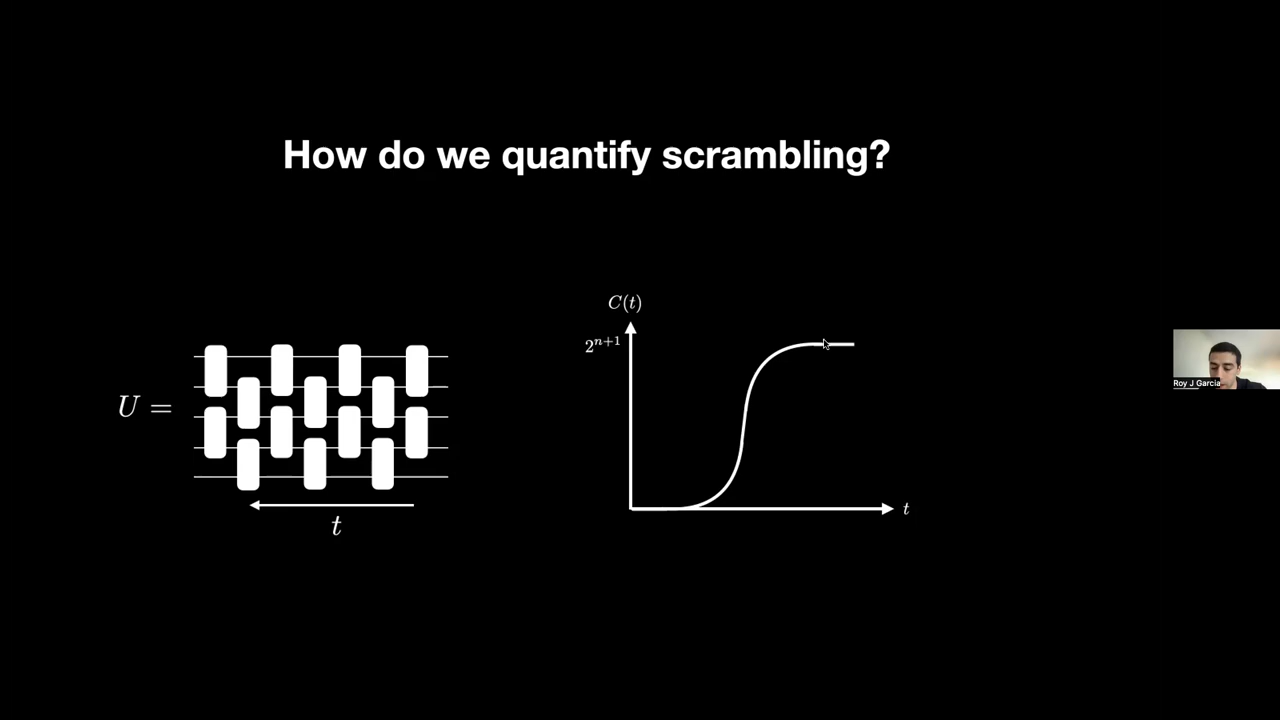 How do we quantify scrambling?
C(t)
2^{n+1}
U =
t
t
Roy J Garcia